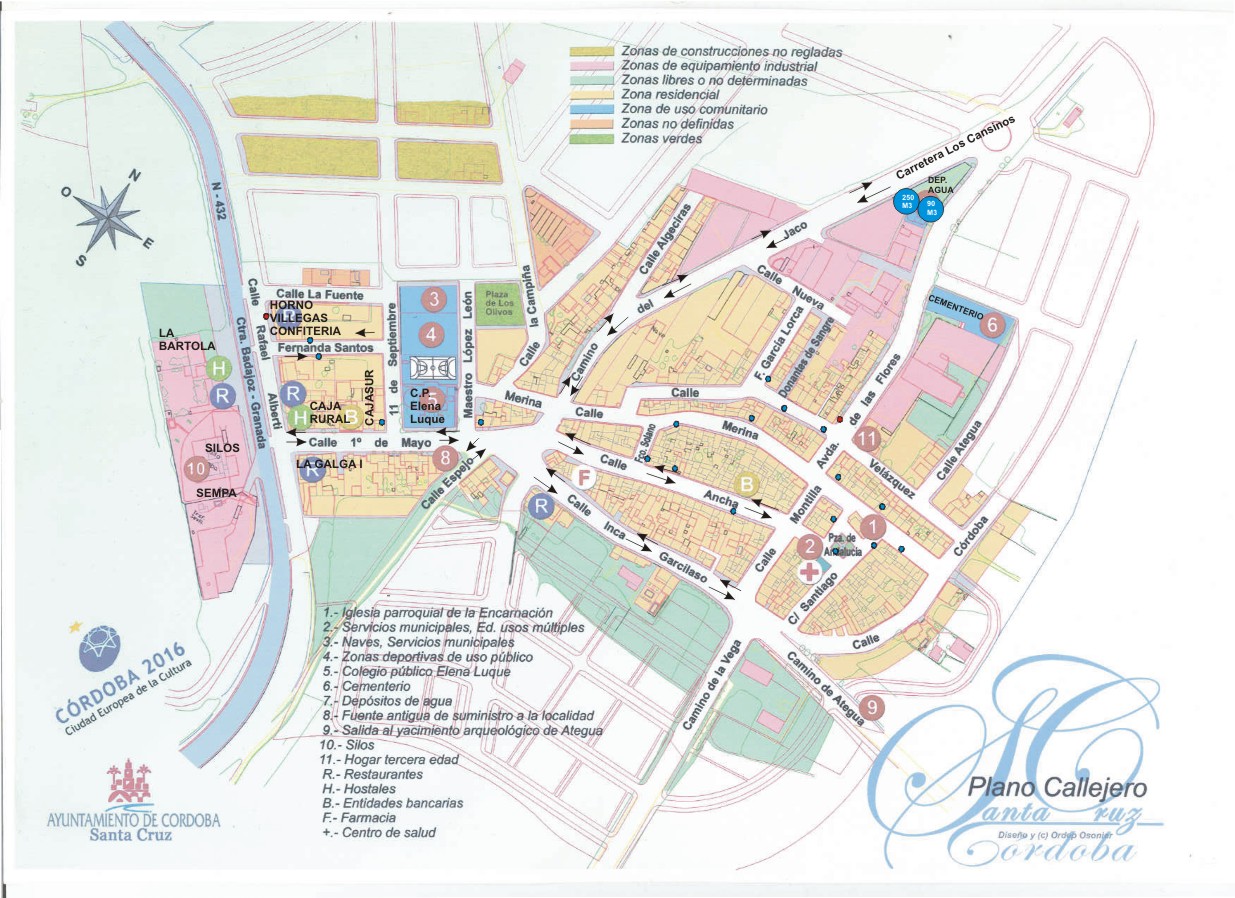 Zonas de construcciones no regladas
Zonas de equipamiento industrial
Zonas libres o no determinadas
Zona residencial
Zona de uso comunitario
Zonas no definidas
Zonas verdes
Carretera Los Cansinos
DEP.
AGUA
250
M3
90
M3
N
O
E
S
N - 432
Calle Algeciras
Jaco
del
Camino
Calle Nueva
Calle la Campiña
Plaza
de Los
Olivos
Calle La Fuente
HORNO
VILLEGAS
CONFITERIA
R
Fernanda Santos
Calle Rafael Alberti
Ctra. Badajoz - Granada
11 de Septiembre
Maestro López León
3
4
5
C.P.
Elena
Luque
LA
BARTOLA
H
R
R
H
CAJA
RURAL
B
CAJASUR
Calle 1º de Mayo
SILOS
10
SEMPA
LA GALGA I
R
8
Calle Espejo
Merina
Calle
Calle
Merina
F. García Lorca
Donantes de Sangre
Avda. de las Flores
CEMENTERIO
6
11
Velázquez
Calle Ategua
Fco. Solano
Calle Ancha
B
F
R
Calle Inca Garcilaso
Calle Montilla
1
2
Pza. de
Andalucia
+
C/ Santiago
Calle Córdoba
Camino de la Vega
Camino de Ategua
9
1.- Iglesia parroquial de la Encarnación
2.- Servicios municipales, Ed. usos múltiples
3.- Naves, Servicios municipales
4.- Zonas deportivas de uso público
5.- Colegio público Elena Luque
6.- Cementerio
7.- Depósitos de agua
8.- Fuente antigua de suministro a la localidad
9.- Salida al yacimiento arqueológico de Ategua
10.- Silos
11.- Hogar tercera edad
R.- Restaurantes
H.- Hostales
B.- Entidades bancarias
F.- Farmacia
+.- Centro de salud
CÓRDOBA 2016
Ciudad Europea de la Cultura
AYUNTAMIENTO DE CORDOBA
Santa Cruz
Plano Callejero
Santa Cruz
Diseño y (c) Ordep Osonier
Cordoba